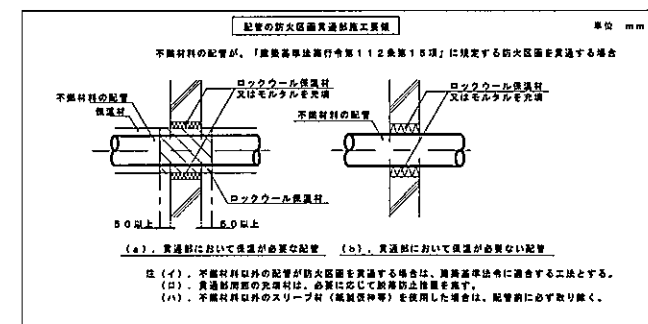 配管の防火区画貫通部施工要領
単位 mm
不燃材料の配管が、「建築基準法施行令第112条第15項」に規定する防火区画を貫通する場合
ロックウール保温材
又はモルタルを充填
不燃材料の配管
保温材
ロックウール保温材
50以上
50以上
(a).貫通部において保温が必要な配管
ロックウール保温材
又はモルタルを充填
不燃材料の配管
(b).貫通部において保温が必要ない配管
注(イ).不燃材料以外の配管が防火区画を貫通する場合は、建築基準法令に適合する工法とする。
(ロ).貫通部周囲の充填材は、必要に応じて脱落防止措置を施す。
(ハ).不燃材料以外のスリーブ材(紙製仮枠等)を使用した場合は、配管前に必ず取り除く。